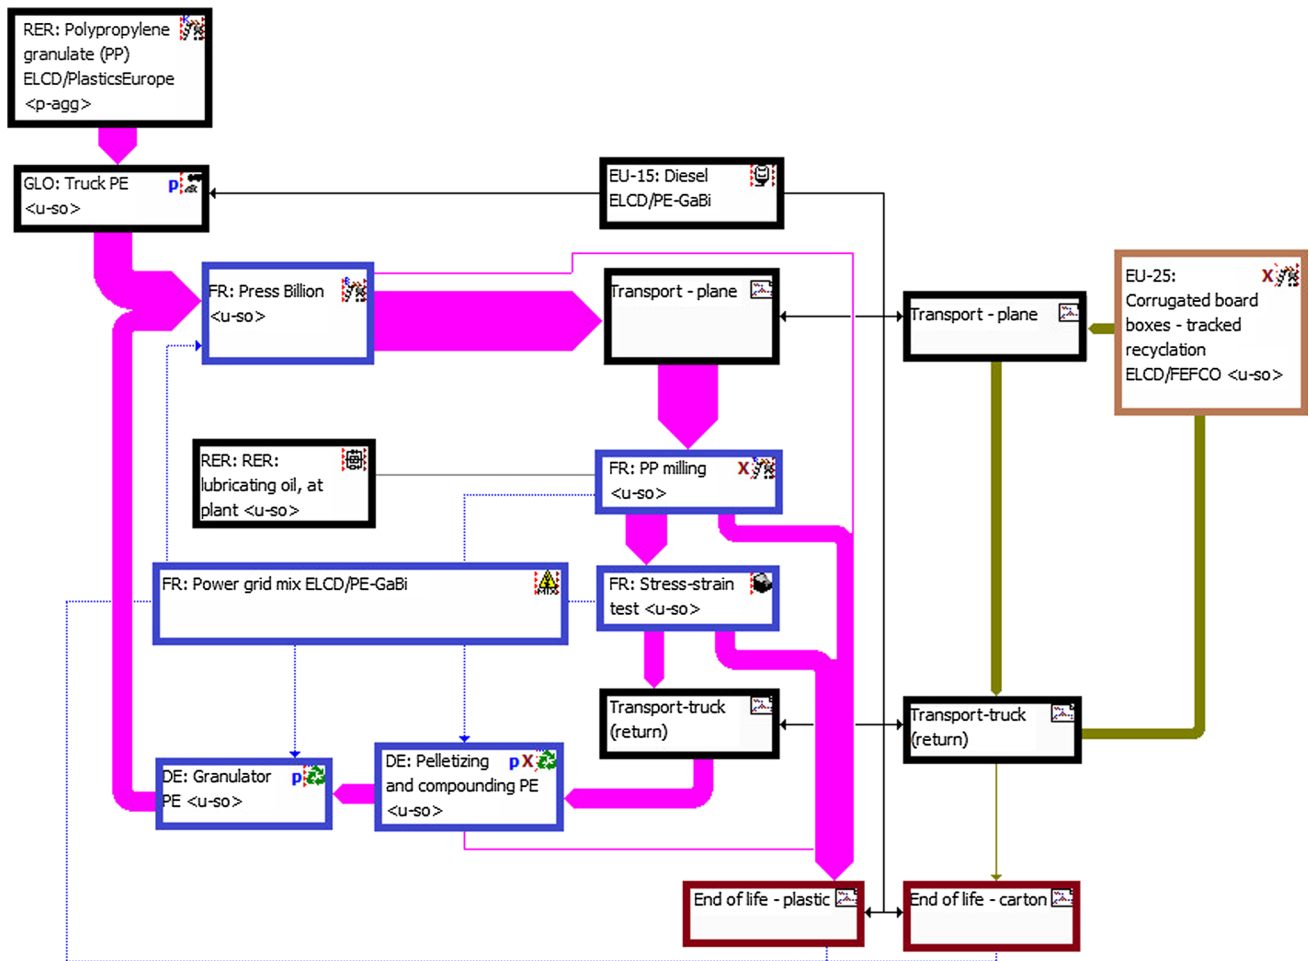 RER: Polypropylene
granulate (PP)
ELCD/PlasticsEurope
<p-agg>
GLO: Truck PE
<u-so>
p
EU-15: Diesel
ELCD/PE-GaBi
FR: Press Billion
<u-so>
Transport - plane
Transport - plane
EU-25:
X
Corrugated board
boxes - tracked
recyclation
ELCD/FEFCO <u-so>
RER: RER:
lubricating oil, at
plant <u-so>
FR: PP milling
<u-so>
X
FR: Power grid mix ELCD/PE-GaBi
MIX
FR: Stress-strain
test <u-so>
Transport-truck
(return)
Transport-truck
(return)
DE: Granulator
PE <u-so>
p
DE: Pelletizing
and compounding PE
<u-so>
p X
End of life - plastic
End of life - carton